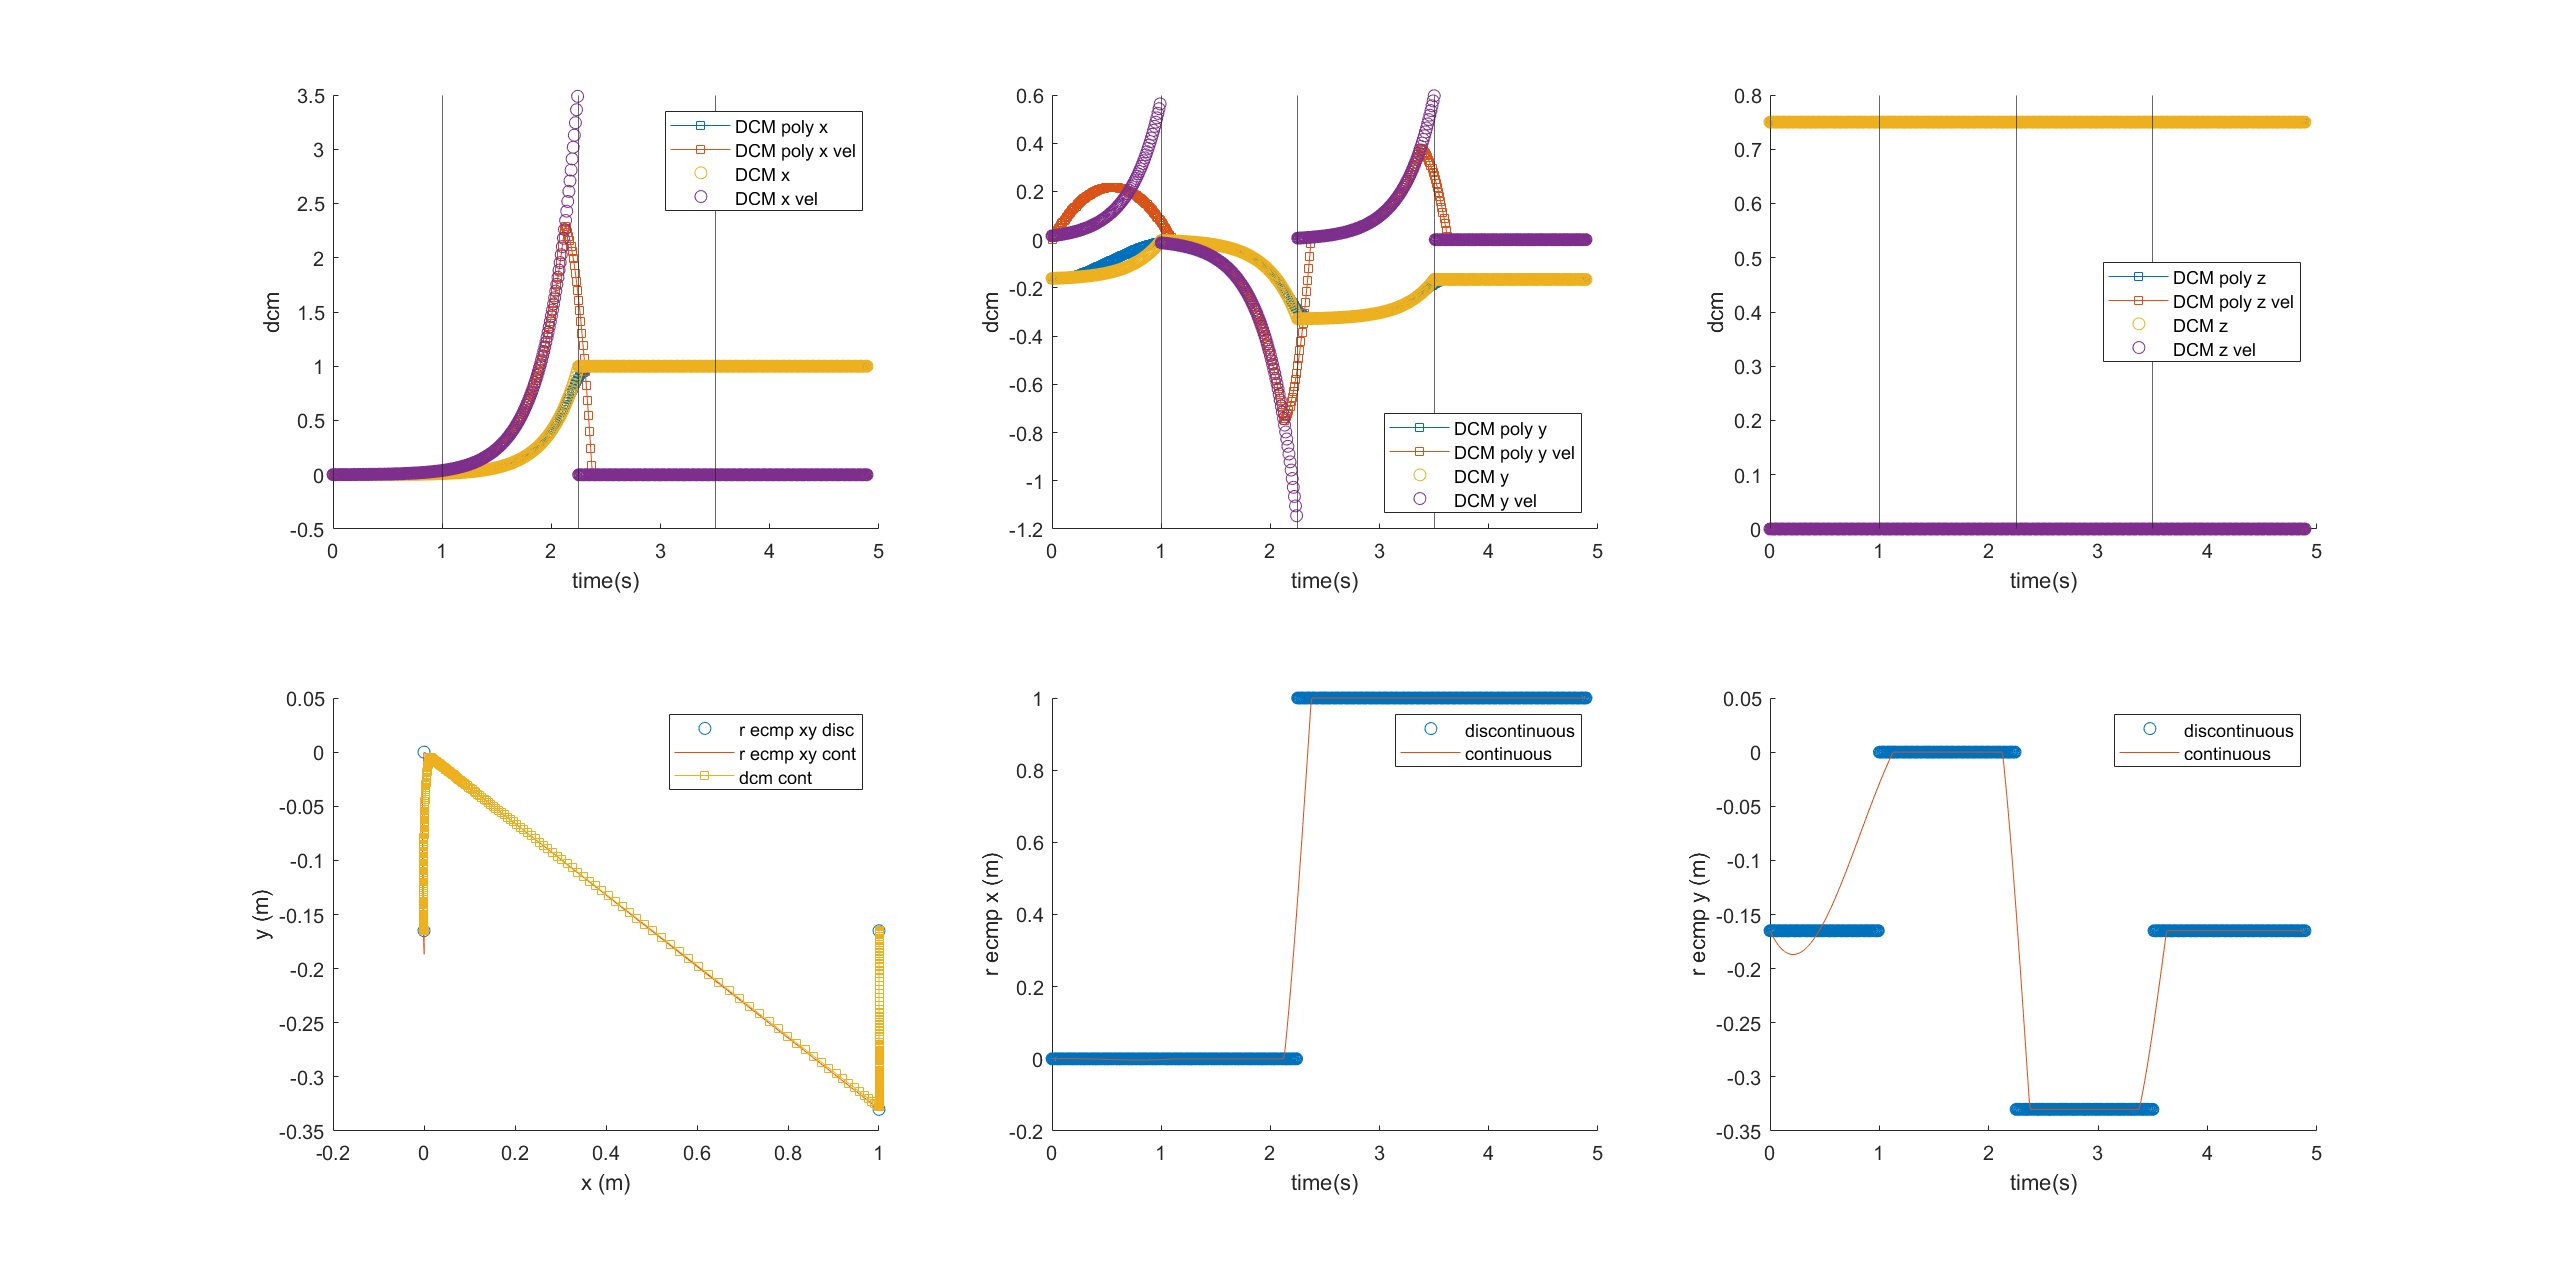 3.5
3
2.5
2
1.5
1
0.5
0
-0.5
dcm
0 1 2 3 4 5
time(s)
DCM poly x
DCM poly x vel
DCM x
DCM x vel
0.6
0.4
0.2
0
-0.2
-0.4
-0.6
-0.8
-1
-1.2
dcm
0 1 2 3 4 5
time(s)
DCM poly y
DCM poly y vel
DCM y
DCM y vel
0.8
0.7
0.6
0.5
0.4
0.3
0.2
0.1
0
dcm
0 1 2 3 4 5
time(s)
DCM poly z
DCM poly z vel
DCM z
DCM z vel
0.05
0
-0.05
-0.1
-0.15
-0.2
-0.25
-0.3
-0.35
y (m)
-0.2 0 0.2 0.4 0.6 0.8 1
x (m)
r ecmp xy disc
r ecmp xy cont
dcm cont
1
0.8
0.6
0.4
0.2
0
-0.2
r ecmp x (m)
0 1 2 3 4 5
time(s)
discontinuous
continuous
0.05
0
-0.05
-0.1
-0.15
-0.2
-0.25
-0.3
-0.35
r ecmp y (m)
0 1 2 3 4 5
time(s)
discontinuous
continuous